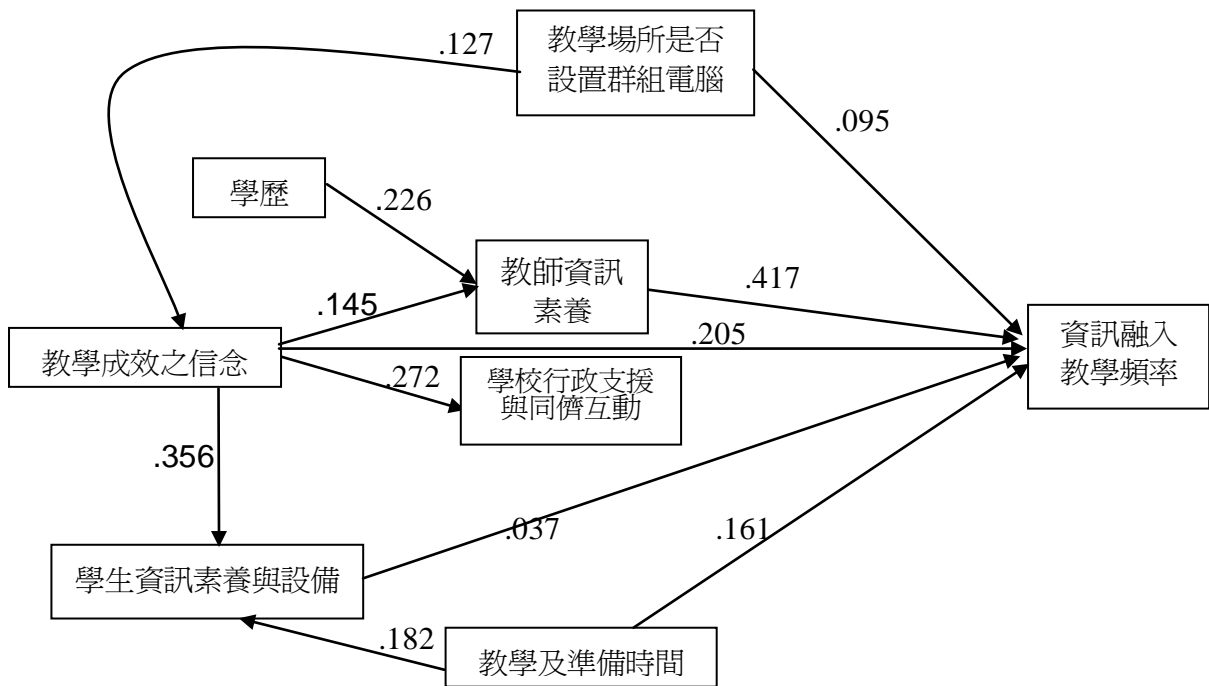 .127
教學場所是否
設置群組電腦
.095
學歷
.226
教師資訊
素養
.417
.145
.205
資訊融入
教學頻率
教學成效之信念
.272
學校行政支援
與同儕互動
.356
.037
.161
學生資訊素養與設備
.182
教學及準備時間